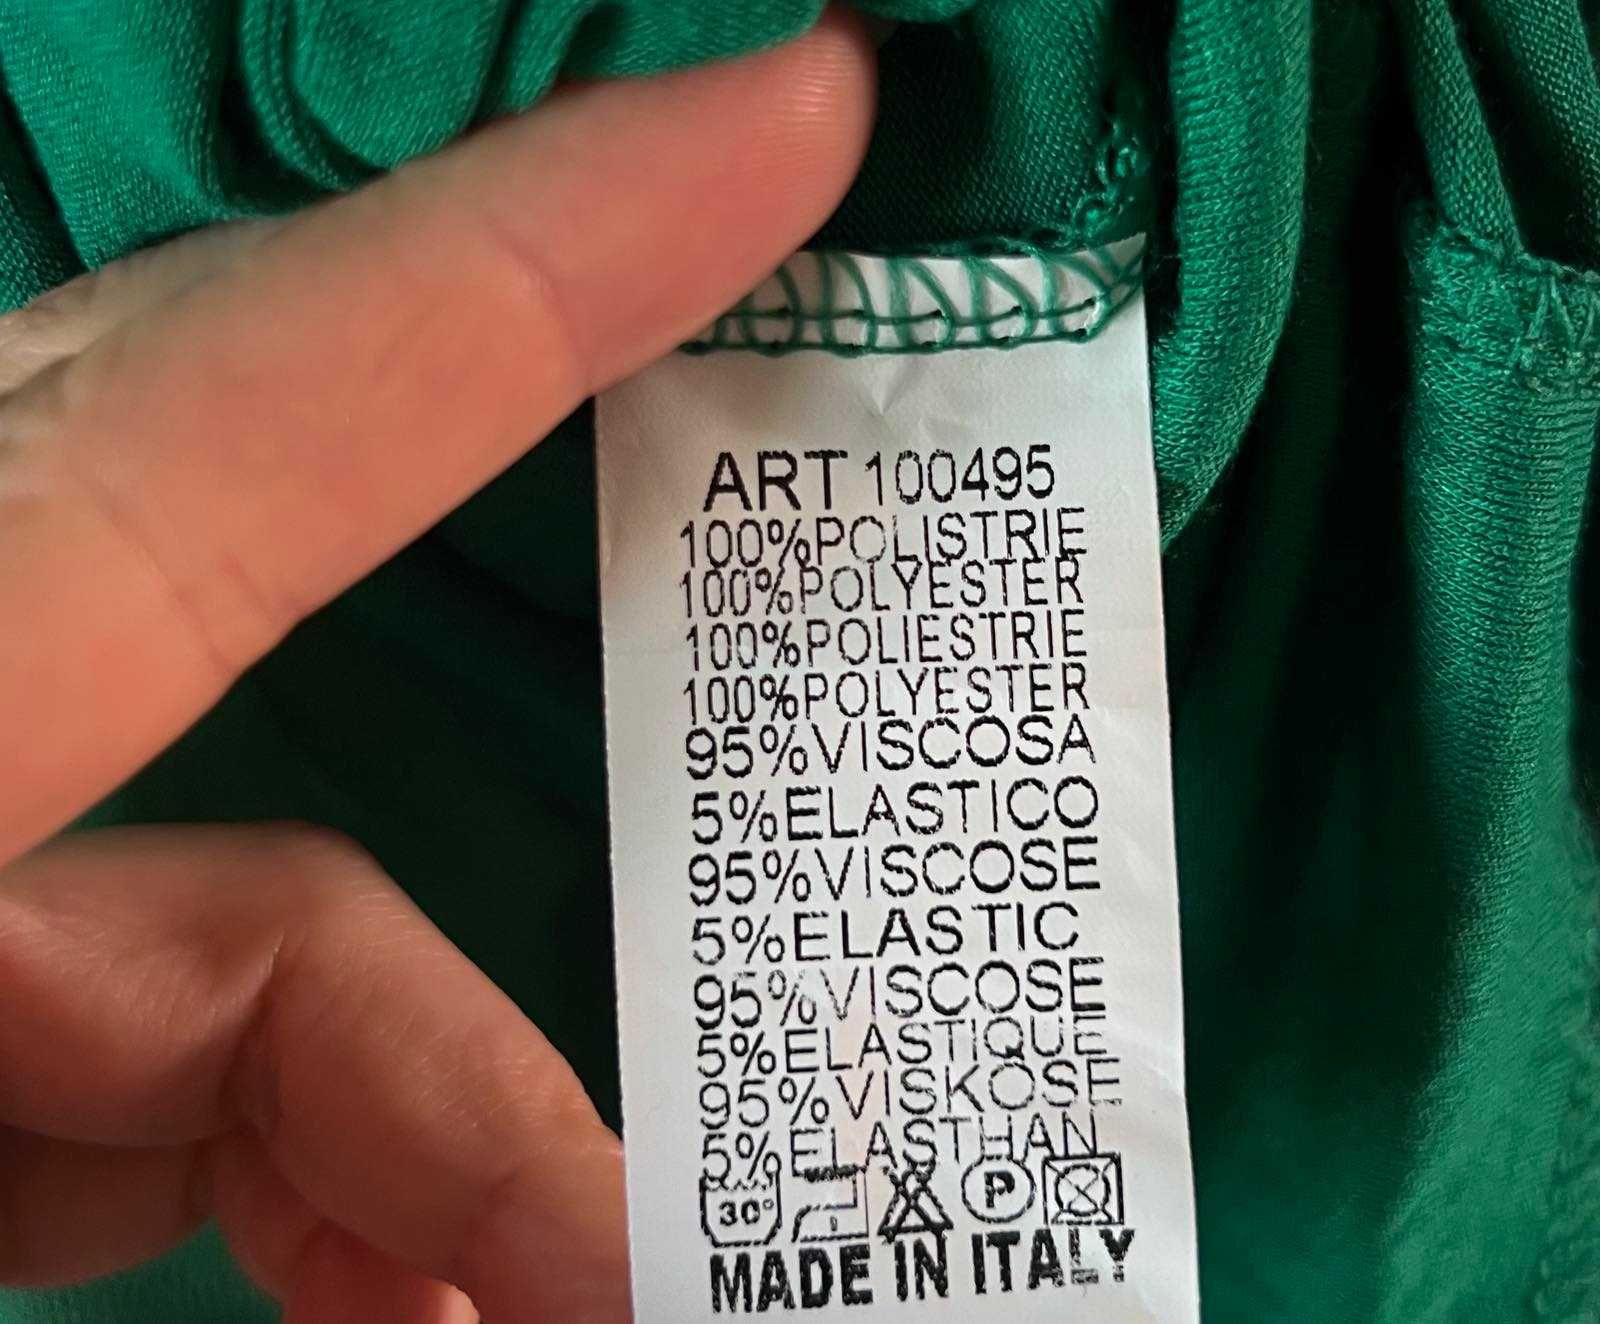 ART 100495
100%POLISTRIE
100%POLYESTER
100%POLIESTRIE
100%POLYESTER
95%VISCOSA
5%ELASTICO
95%VISCOSE
5%ELASTIC
95%VISCOSE
5%ELASTIQUE
95%VISKOSE
5%ELASTHAN
30° P
MADE IN ITALY